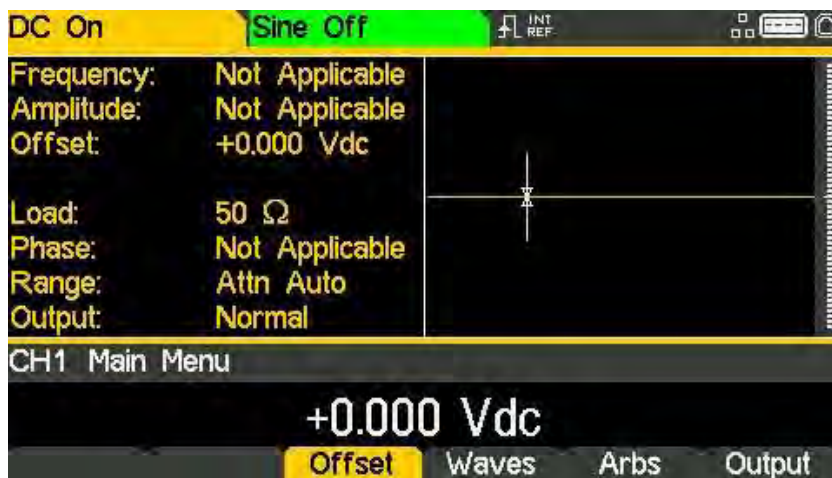 DC On Sine Off INT REF
Frequency: Not Applicable
Amplitude: Not Applicable
Offset: +0.000 Vdc
Load: 50 Ω
Phase: Not Applicable
Range: Attn Auto
Output: Normal
CH1 Main Menu
+0.000 Vdc
Offset Waves Arbs Output